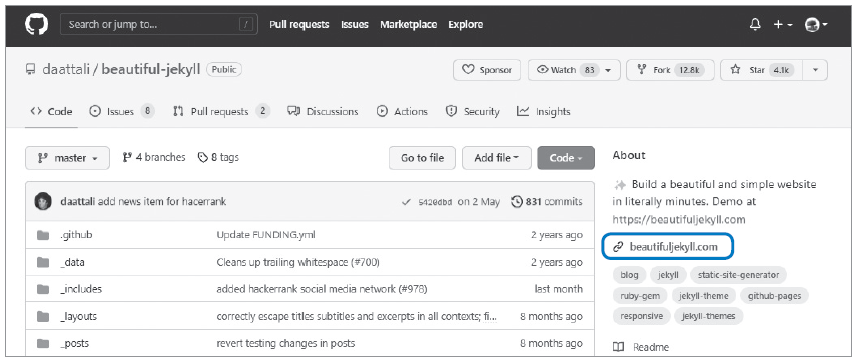 Search or jump to... / Pull requests Issues Marketplace Explore
daattali / beautiful-jekyll Public Sponsor Watch 83 Fork 12.8k Star 4.1k
Code Issues 8 Pull requests 2 Discussions Actions Security Insights
master 4 branches 8 tags Go to file Add file Code
daattali add news item for hacerrank 5420dbd on 2 May 831 commits
.github Update FUNDING.yml 2 years ago
_data Cleans up trailing whitespace (#700) 2 years ago
_includes added hackerrank social media network (#978) last month
_layouts correctly escape titles subtitles and excerpts in all contexts; fi... 8 months ago
_posts revert testing changes in posts 8 months ago
About
Build a beautiful and simple website
in literally minutes. Demo at
https://beautifuljekyll.com
beautifuljekyll.com
blog jekyll static-site-generator
ruby-gem jekyll-theme github-pages
responsive jekyll-themes
Readme